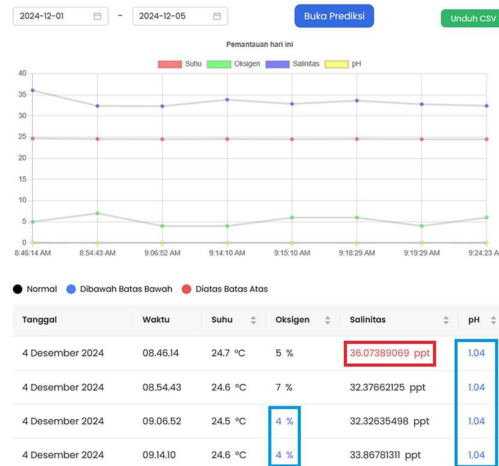 2024-12-01 - 2024-12-05 Buka Prediksi Unduh CSV
Pemantauan hari ini
Suhu Oksigen Salinitas pH
40
35
30
25
20
15
10
5
0
8:46:14 AM 8:54:43 AM 9:06:52 AM 9:14:10 AM 9:15:10 AM 9:18:29 AM 9:19:29 AM 9:24:23 A
Normal Dibawah Batas Bawah Diatas Batas Atas
Tanggal Waktu Suhu Oksigen Salinitas pH
4 Desember 2024 08.46.14 24.7 °C 5 % 36.07389069 ppt 1.04
4 Desember 2024 08.54.43 24.6 °C 7 % 32.37662125 ppt 1.04
4 Desember 2024 09.06.52 24.5 °C 4 % 32.32635498 ppt 1.04
4 Desember 2024 09.14.10 24.6 °C 4 % 33.86781311 ppt 1.04